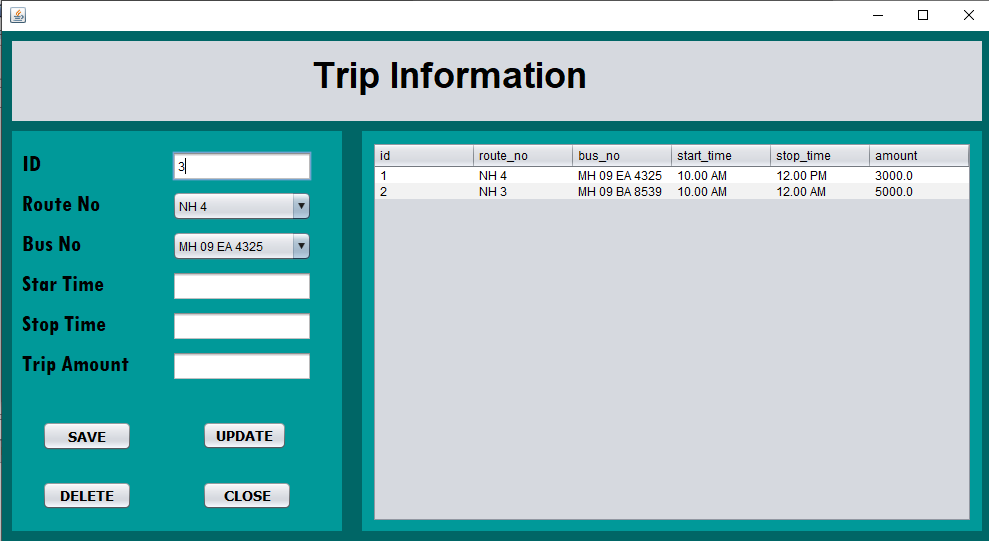 Trip Information
ID 3
Route No NH 4
Bus No MH 09 EA 4325
Star Time
Stop Time
Trip Amount
SAVE UPDATE
DELETE CLOSE
id route_no bus_no start_time stop_time amount
1 NH 4 MH 09 EA 4325 10.00 AM 12.00 PM 3000.0
2 NH 3 MH 09 BA 8539 10.00 AM 12.00 AM 5000.0